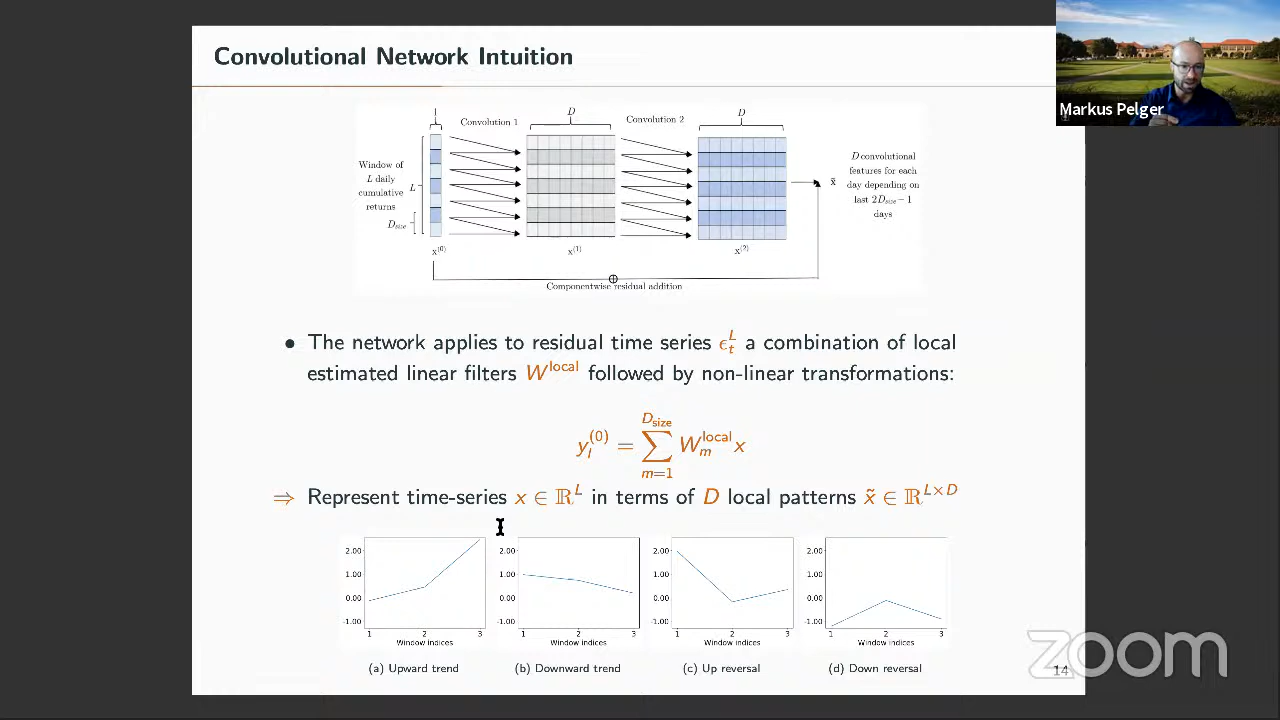 Convolutional Network Intuition
Markus Pelger
1
D
D
Convolution 1
Convolution 2
Window of
L daily
cumulative
returns
L
D_size
D convolutional
features for each
day depending on
last 2D_size − 1
days
x̃
x^(0)
x^(1)
x^(2)
⊕
Componentwise residual addition
• The network applies to residual time series ϵ_t^L a combination of local
estimated linear filters W^local followed by non-linear transformations:
y_l^(0) = ∑_{m=1}^{D_size} W_m^local x
⇒ Represent time-series x ∈ ℝ^L in terms of D local patterns x̃ ∈ ℝ^{L×D}
2.00
1.00
0.00
-1.00
1 2 3
Window indices
(a) Upward trend
2.00
1.00
0.00
-1.00
1 2 3
Window indices
(b) Downward trend
2.00
1.00
0.00
-1.00
1 2 3
Window indices
(c) Up reversal
2.00
1.00
0.00
-1.00
1 2 3
Window indices
(d) Down reversal
zoom
14